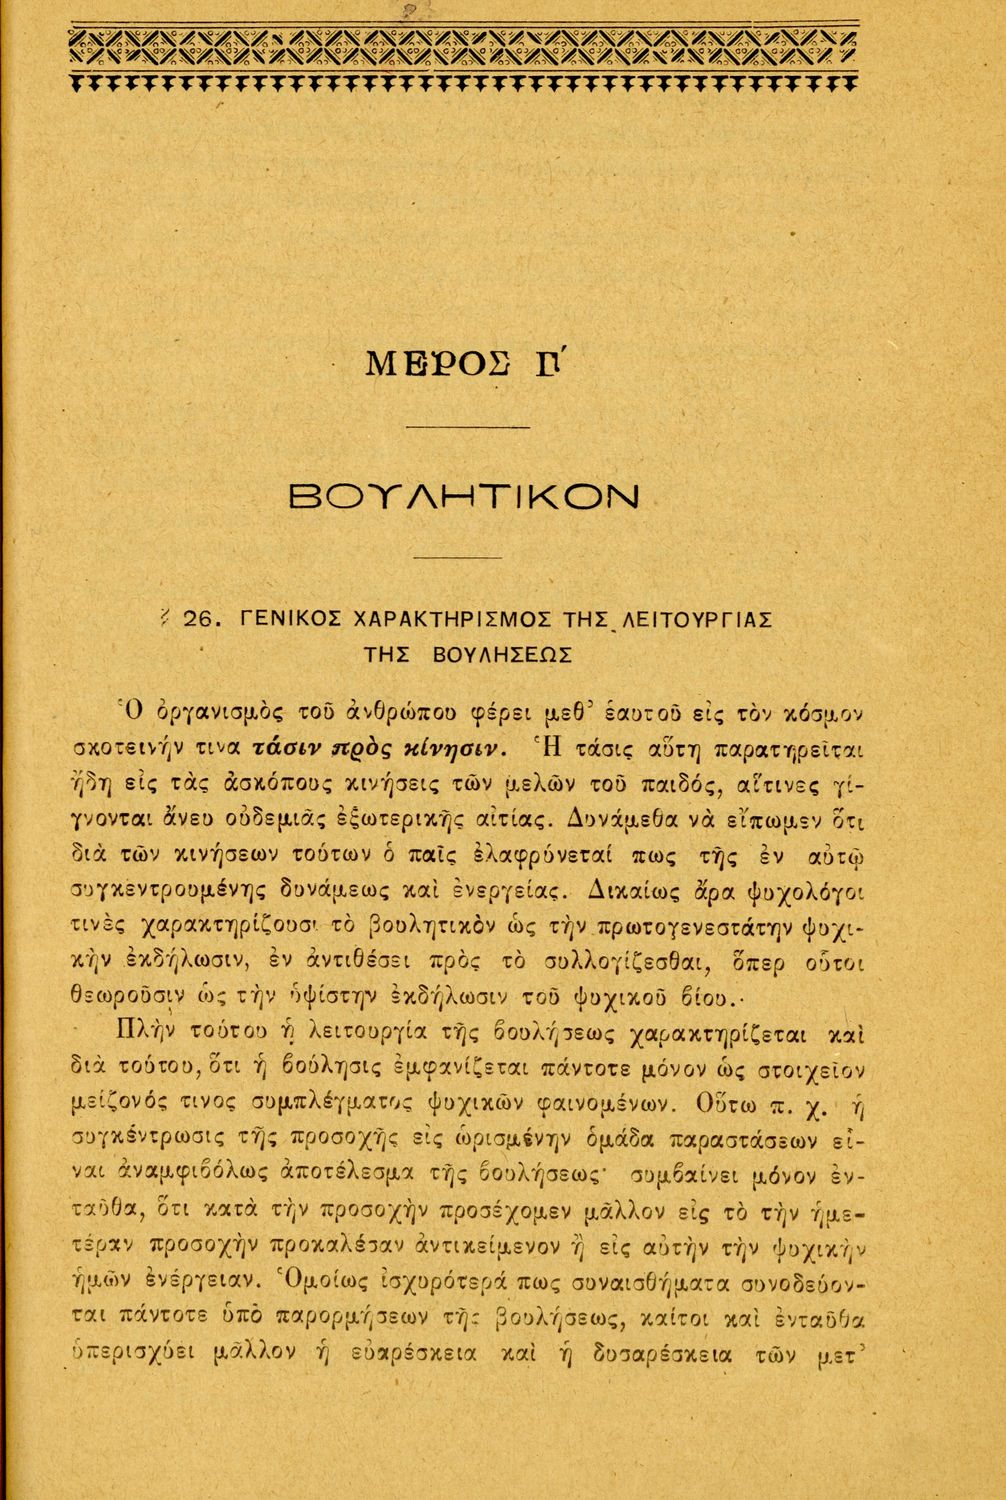 ΜΕΡΟΣ Γ′
ΒΟΥΛΗΤΙΚΟΝ
§ 26. ΓΕΝΙΚΟΣ ΧΑΡΑΚΤΗΡΙΣΜΟΣ ΤΗΣ ΛΕΙΤΟΥΡΓΙΑΣ
ΤΗΣ ΒΟΥΛΗΣΕΩΣ
Ὁ ὀργανισμὸς τοῦ ἀνθρώπου φέρει μεθ᾿ ἑαυτοῦ εἰς τὸν κόσμον
σκοτεινήν τινα τάσιν πρὸς κίνησιν. Ἡ τάσις αὕτη παρατηρεῖται
ἤδη εἰς τὰς ἀσκόπους κινήσεις τῶν μελῶν τοῦ παιδός, αἵτινες γί-
γνονται ἄνευ οὐδεμιᾶς ἐξωτερικῆς αἰτίας. Δυνάμεθα νὰ εἴπωμεν ὅτι
διὰ τῶν κινήσεων τούτων ὁ παῖς ἐλαφρύνεταί πως τῆς ἐν αὐτῷ
συγκεντρουμένης δυνάμεως καὶ ἐνεργείας. Δικαίως ἄρα ψυχολόγοι
τινὲς χαρακτηρίζουσι τὸ βουλητικὸν ὡς τὴν πρωτογενεστάτην ψυχι-
κὴν ἐκδήλωσιν, ἐν ἀντιθέσει πρὸς τὸ συλλογίζεσθαι, ὅπερ οὗτοι
θεωροῦσιν ὡς τὴν ὑψίστην ἐκδήλωσιν τοῦ ψυχικοῦ βίου.
Πλὴν τούτου ἡ λειτουργία τῆς βουλήσεως χαρακτηρίζεται καὶ
διὰ τούτου, ὅτι ἡ βούλησις ἐμφανίζεται πάντοτε μόνον ὡς στοιχεῖον
μείζονός τινος συμπλέγματος ψυχικῶν φαινομένων. Οὕτω π. χ. ἡ
συγκέντρωσις τῆς προσοχῆς εἰς ὡρισμένην ὁμάδα παραστάσεων εἶ-
ναι ἀναμφιβόλως ἀποτέλεσμα τῆς βουλήσεως· συμβαίνει μόνον ἐν-
ταῦθα, ὅτι κατὰ τὴν προσοχὴν προσέχομεν μᾶλλον εἰς τὸ τὴν ἡμε-
τέραν προσοχὴν προκαλέσαν ἀντικείμενον ἢ εἰς αὐτὴν τὴν ψυχικὴν
ἡμῶν ἐνέργειαν. Ὁμοίως ἰσχυρότερά πως συναισθήματα συνοδεύον-
ται πάντοτε ὑπὸ παρορμήσεων τῆς βουλήσεως, καίτοι καὶ ἐνταῦθα
ὑπερισχύει μᾶλλον ἡ εὐαρέσκεια καὶ ἡ δυσαρέσκεια τῶν μετ᾿